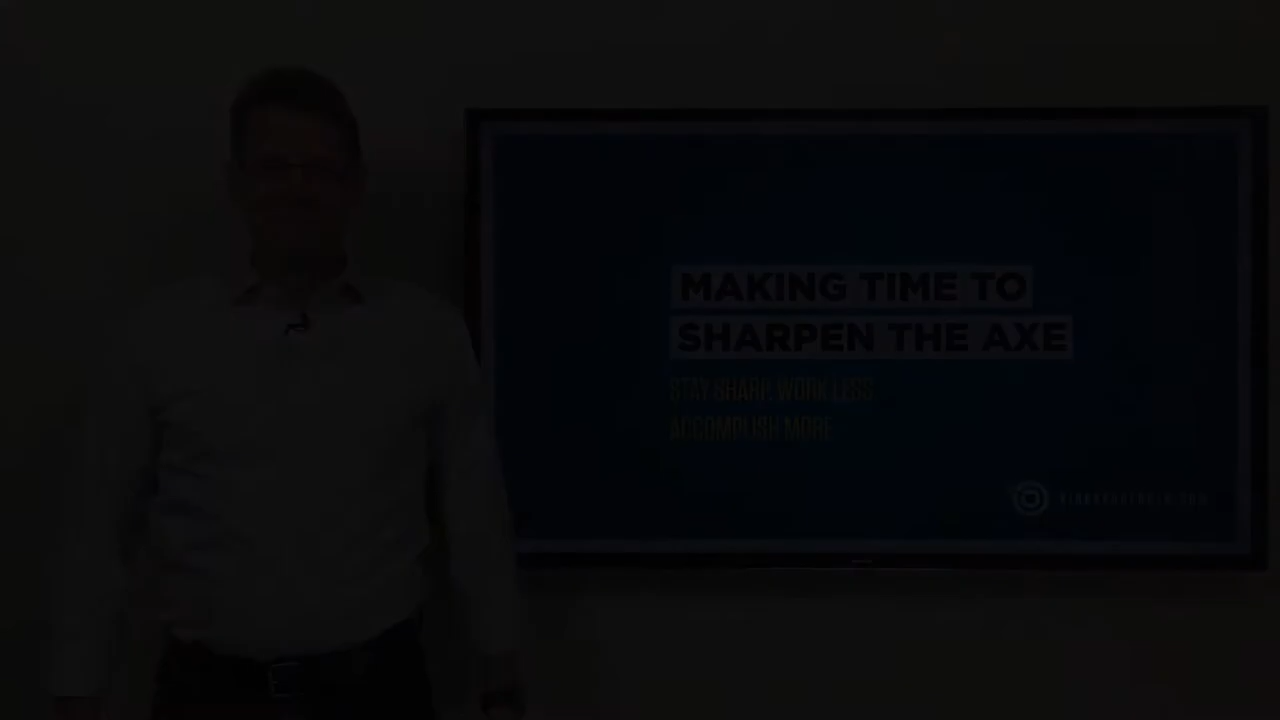 MAKING TIME TO
SHARPEN THE AXE
STAY SHARP. WORK LESS
ACCOMPLISH MORE